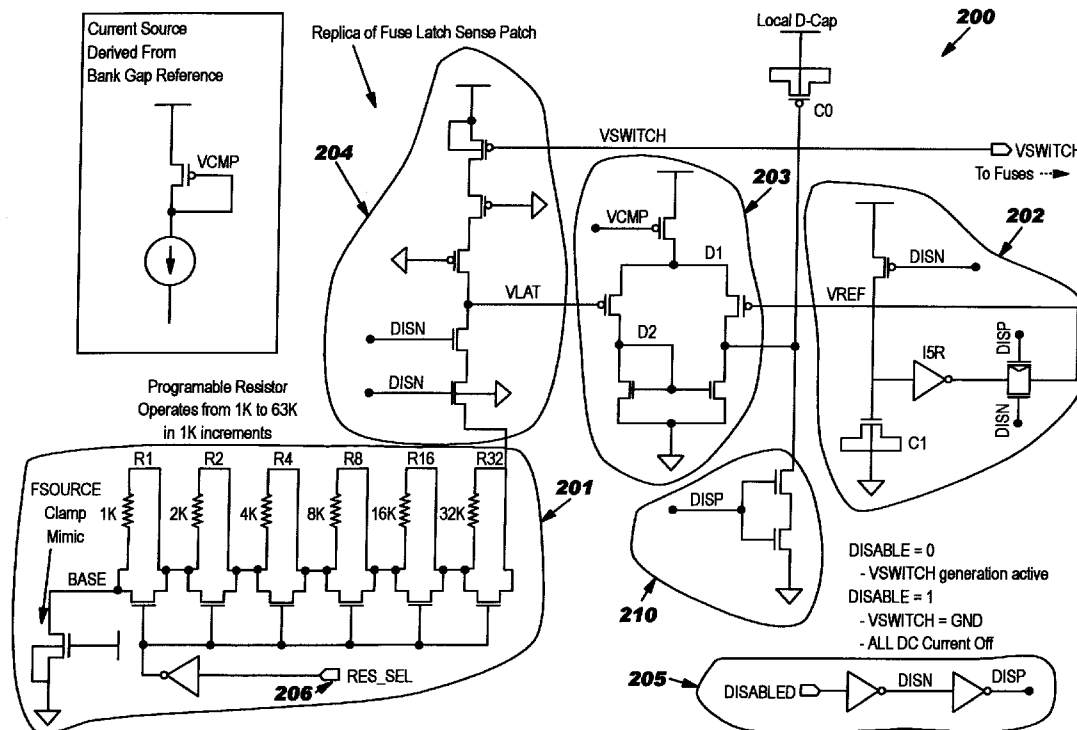 Current Source
Derived From
Bank Gap Reference
VCMP
Replica of Fuse Latch Sense Patch
Local D-Cap
200
C0
204
VSWITCH
VSWITCH
To Fuses
203
VCMP
D1
202
DISN
VLAT
VREF
D2
DISN
I5R
DISP
DISN
DISN
C1
Programable Resistor
Operates from 1K to 63K
in 1K increments
R1 R2 R4 R8 R16 R32
201
FSOURCE
Clamp
Mimic
1K 2K 4K 8K 16K 32K
DISP
BASE
210
DISABLE = 0
- VSWITCH generation active
DISABLE = 1
- VSWITCH = GND
- ALL DC Current Off
206
RES_SEL
205
DISABLED
DISN
DISP